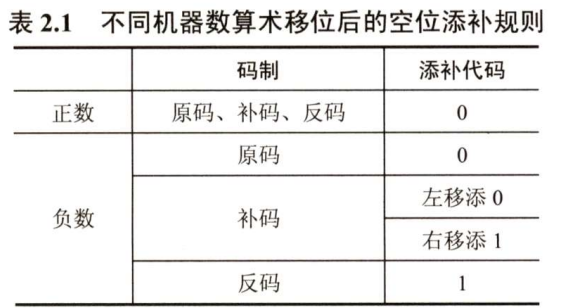 表 2.1 不同机器数算术移位后的空位添补规则
码制 添补代码
正数 原码、补码、反码 0
负数 原码 0
补码 左移添 0
右移添 1
反码 1